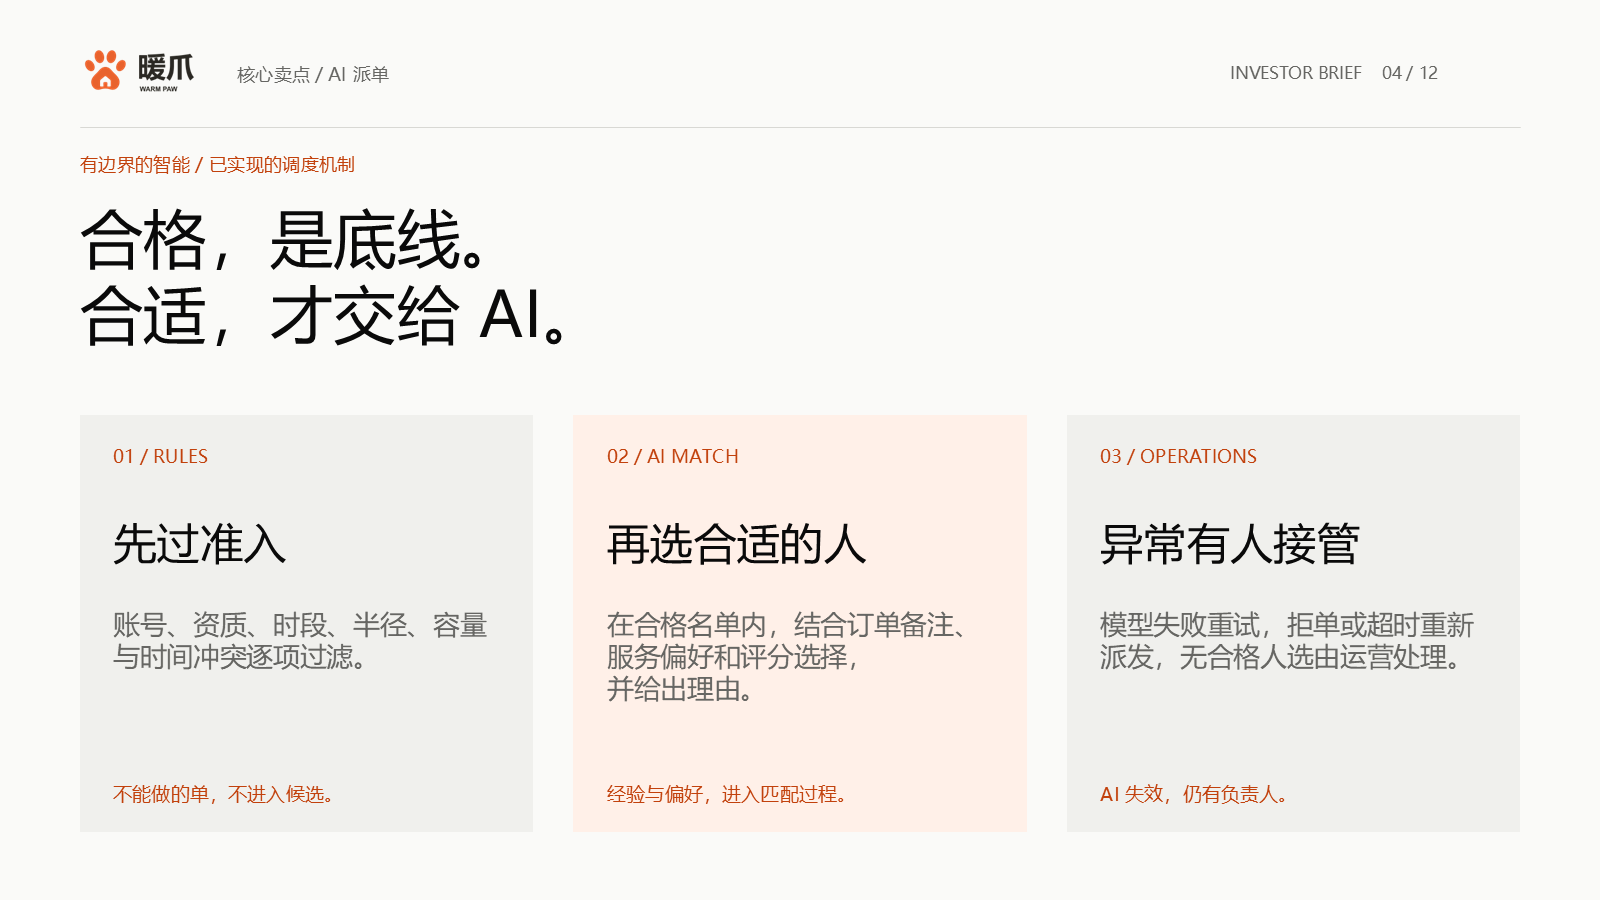 暖爪
WARM PAW
核心卖点 / AI 派单
INVESTOR BRIEF 04 / 12
有边界的智能 / 已实现的调度机制
合格，是底线。
合适，才交给 AI。
01 / RULES
先过准入
账号、资质、时段、半径、容量
与时间冲突逐项过滤。
不能做的单，不进入候选。
02 / AI MATCH
再选合适的人
在合格名单内，结合订单备注、
服务偏好和评分选择，
并给出理由。
经验与偏好，进入匹配过程。
03 / OPERATIONS
异常有人接管
模型失败重试，拒单或超时重新
派发，无合格人选由运营处理。
AI 失效，仍有负责人。